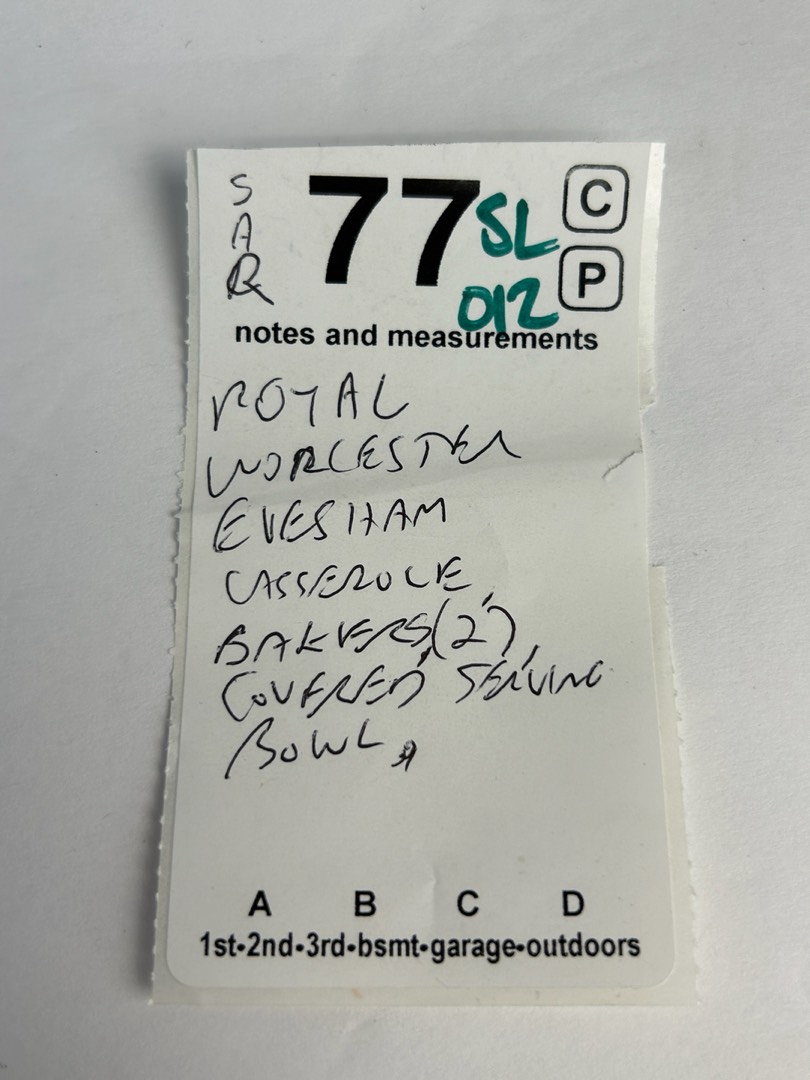 SAR
77
SL
012
C
P
notes and measurements
ROYAL
WORCESTER
EVESHAM
CASSEROLE,
BAKERS,(2),
COVERED SERVING
BOWL,
A B C D
1st•2nd•3rd•bsmt•garage•outdoors